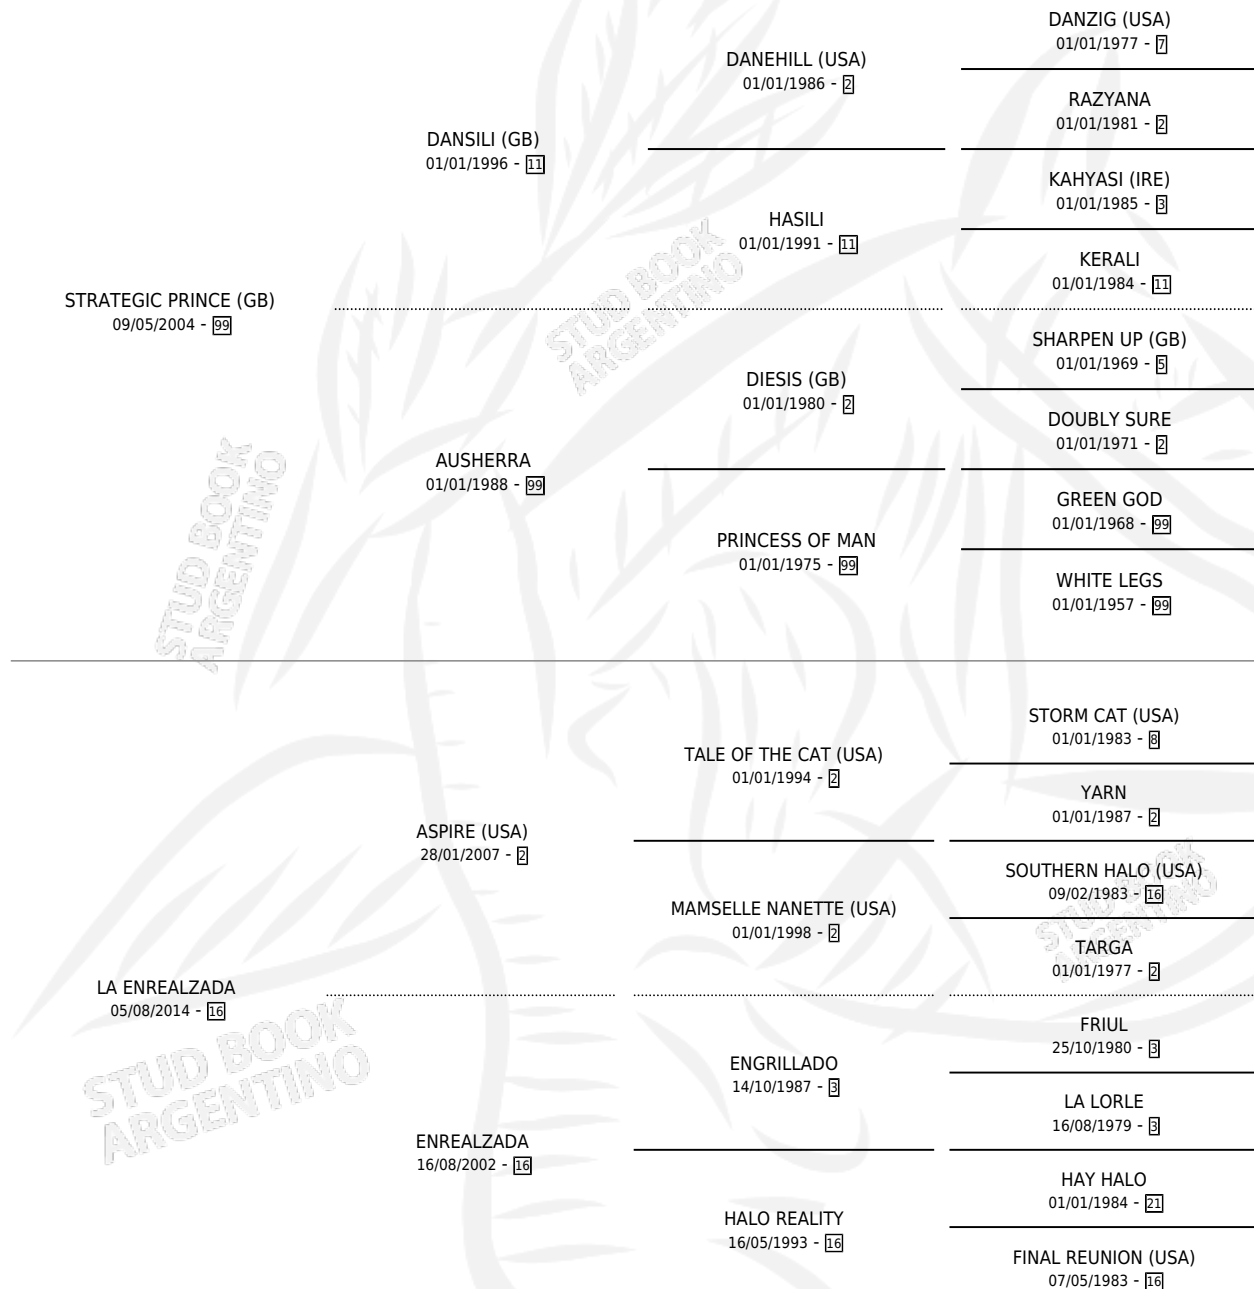 DANZIG (USA)
01/01/1977 - 7
DANEHILL (USA)
01/01/1986 - 2
RAZYANA
01/01/1981 - 2
DANSILI (GB)
01/01/1996 - 11
KAHYASI (IRE)
01/01/1985 - 3
HASILI
01/01/1991 - 11
KERALI
01/01/1984 - 11
STRATEGIC PRINCE (GB)
09/05/2004 - 99
SHARPEN UP (GB)
01/01/1969 - 5
DIESIS (GB)
01/01/1980 - 2
DOUBLY SURE
01/01/1971 - 2
AUSHERRA
01/01/1988 - 99
GREEN GOD
01/01/1968 - 99
PRINCESS OF MAN
01/01/1975 - 99
WHITE LEGS
01/01/1957 - 99
STUD BOOK
ARGENTINO
STUD BOOK
ARGENTINO
STORM CAT (USA)
01/01/1983 - 8
TALE OF THE CAT (USA)
01/01/1994 - 2
YARN
01/01/1987 - 2
ASPIRE (USA)
28/01/2007 - 2
SOUTHERN HALO (USA)
09/02/1983 - 16
MAMSELLE NANETTE (USA)
01/01/1998 - 2
TARGA
01/01/1977 - 2
STUD BOOK
ARGENTINO
LA ENREALZADA
05/08/2014 - 16
FRIUL
25/10/1980 - 3
ENGRILLADO
14/10/1987 - 3
LA LORLE
16/08/1979 - 3
STUD BOOK
ARGENTINO
ENREALZADA
16/08/2002 - 16
HAY HALO
01/01/1984 - 21
HALO REALITY
16/05/1993 - 16
FINAL REUNION (USA)
07/05/1983 - 16